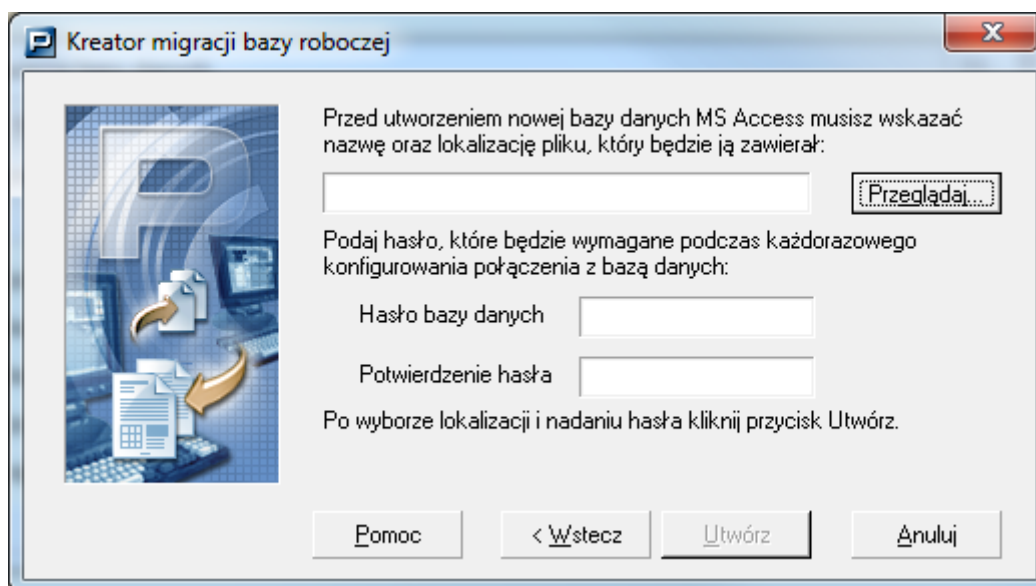 Kreator migracji bazy roboczej
Przed utworzeniem nowej bazy danych MS Access musisz wskazać
nazwę oraz lokalizację pliku, który będzie ją zawierał:
Przeglądaj...
Podaj hasło, które będzie wymagane podczas każdorazowego
konfigurowania połączenia z bazą danych:
Hasło bazy danych
Potwierdzenie hasła
Po wyborze lokalizacji i nadaniu hasła kliknij przycisk Utwórz.
Pomoc
< Wstecz
Utwórz
Anuluj